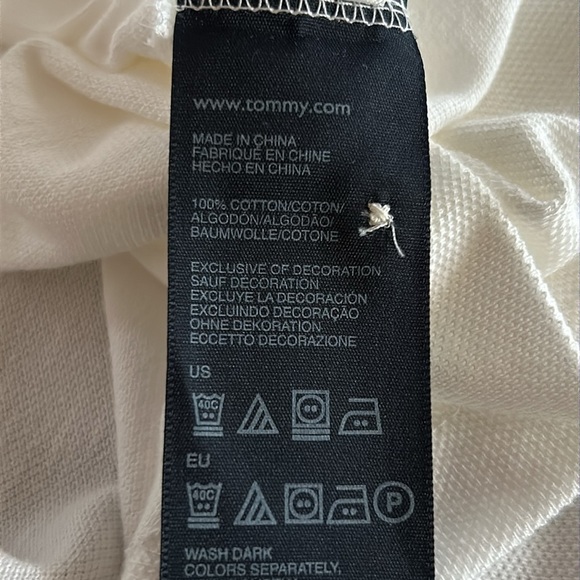 www.tommy.com
MADE IN CHINA
FABRIQUÉ EN CHINE
HECHO EN CHINA
100% COTTON/COTON/
ALGODÓN/ALGODÃO/
BAUMWOLLE/COTONE
EXCLUSIVE OF DECORATION
SAUF DÉCORATION
EXCLUYE LA DECORACIÓN
EXCLUINDO DECORAÇÃO
OHNE DEKORATION
ECCETTO DECORAZIONE
US
40C
EU
40C P
WASH DARK
COLORS SEPARATELY,